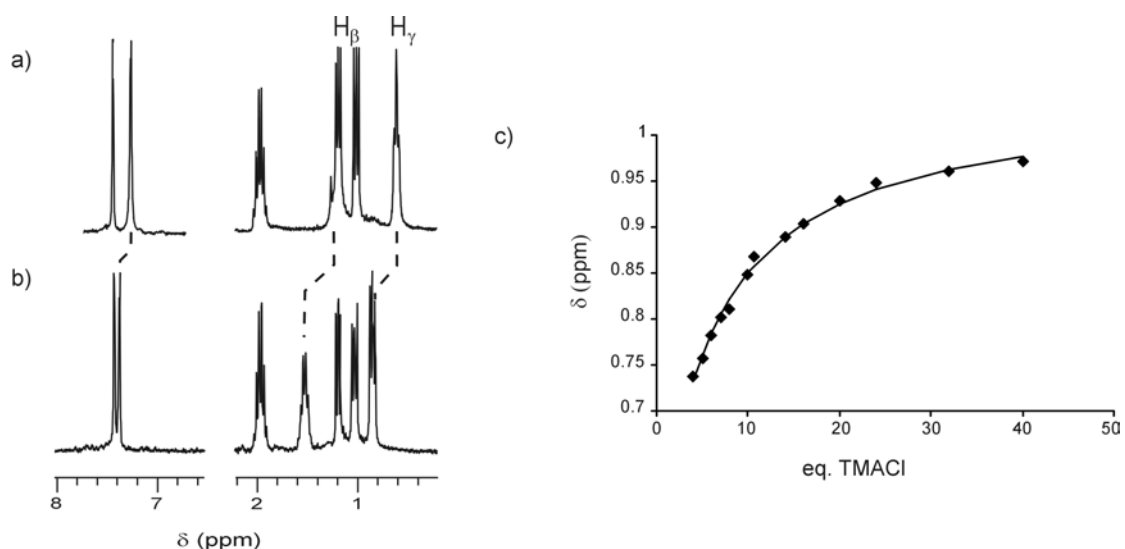 a)
Hβ Hγ
b)
8 7 2 1
δ (ppm)
c)
1
0.95
0.9
0.85
0.8
0.75
0.7
0 10 20 30 40 50
δ (ppm)
eq. TMACl